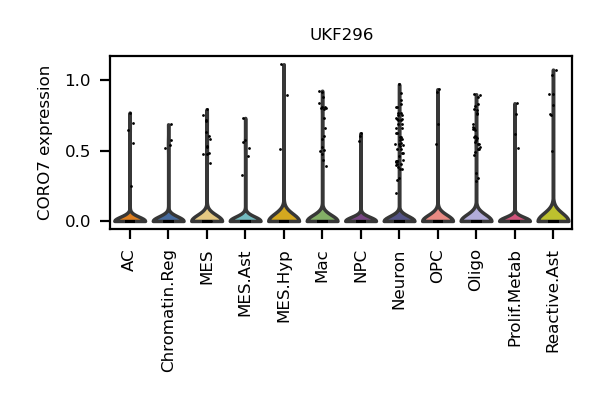 UKF296
CORO7 expression
1.0
0.5
0.0
AC
Chromatin.Reg
MES
MES.Ast
MES.Hyp
Mac
NPC
Neuron
OPC
Oligo
Prolif.Metab
Reactive.Ast